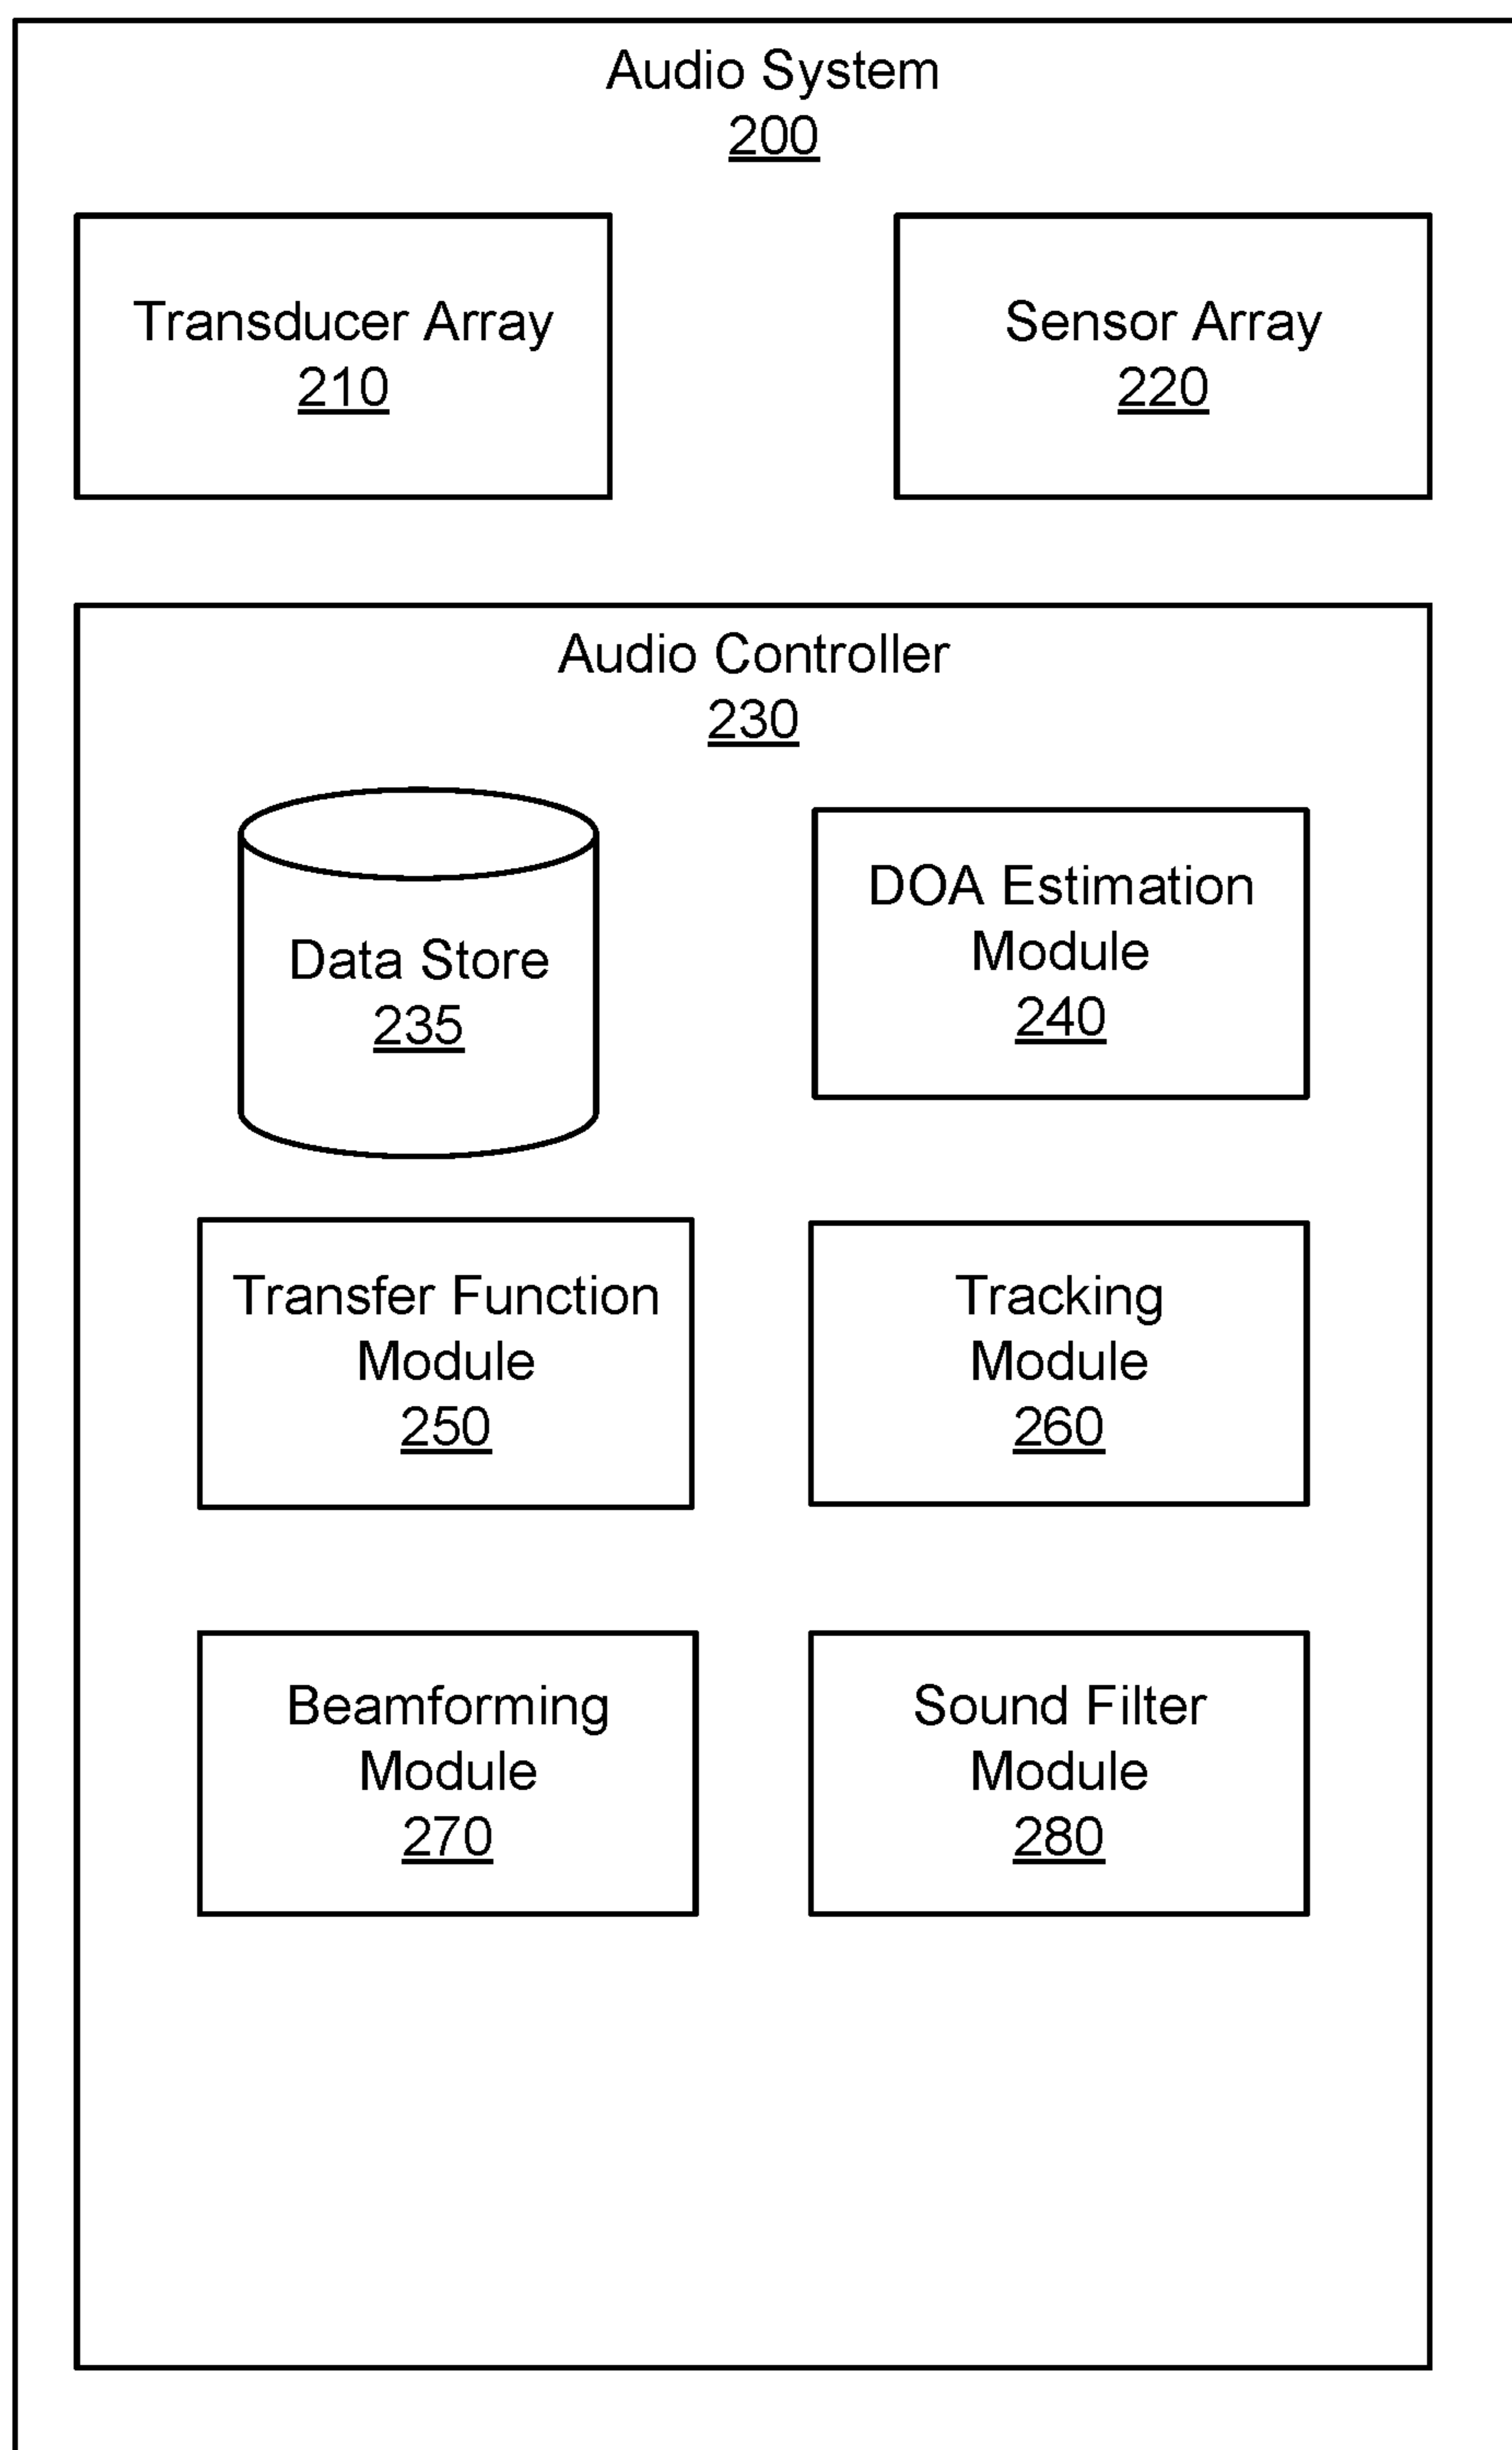 Audio System
200
Transducer Array
210
Sensor Array
220
Audio Controller
230
Data Store
235
DOA Estimation
Module
240
Transfer Function
Module
250
Tracking
Module
260
Beamforming
Module
270
Sound Filter
Module
280